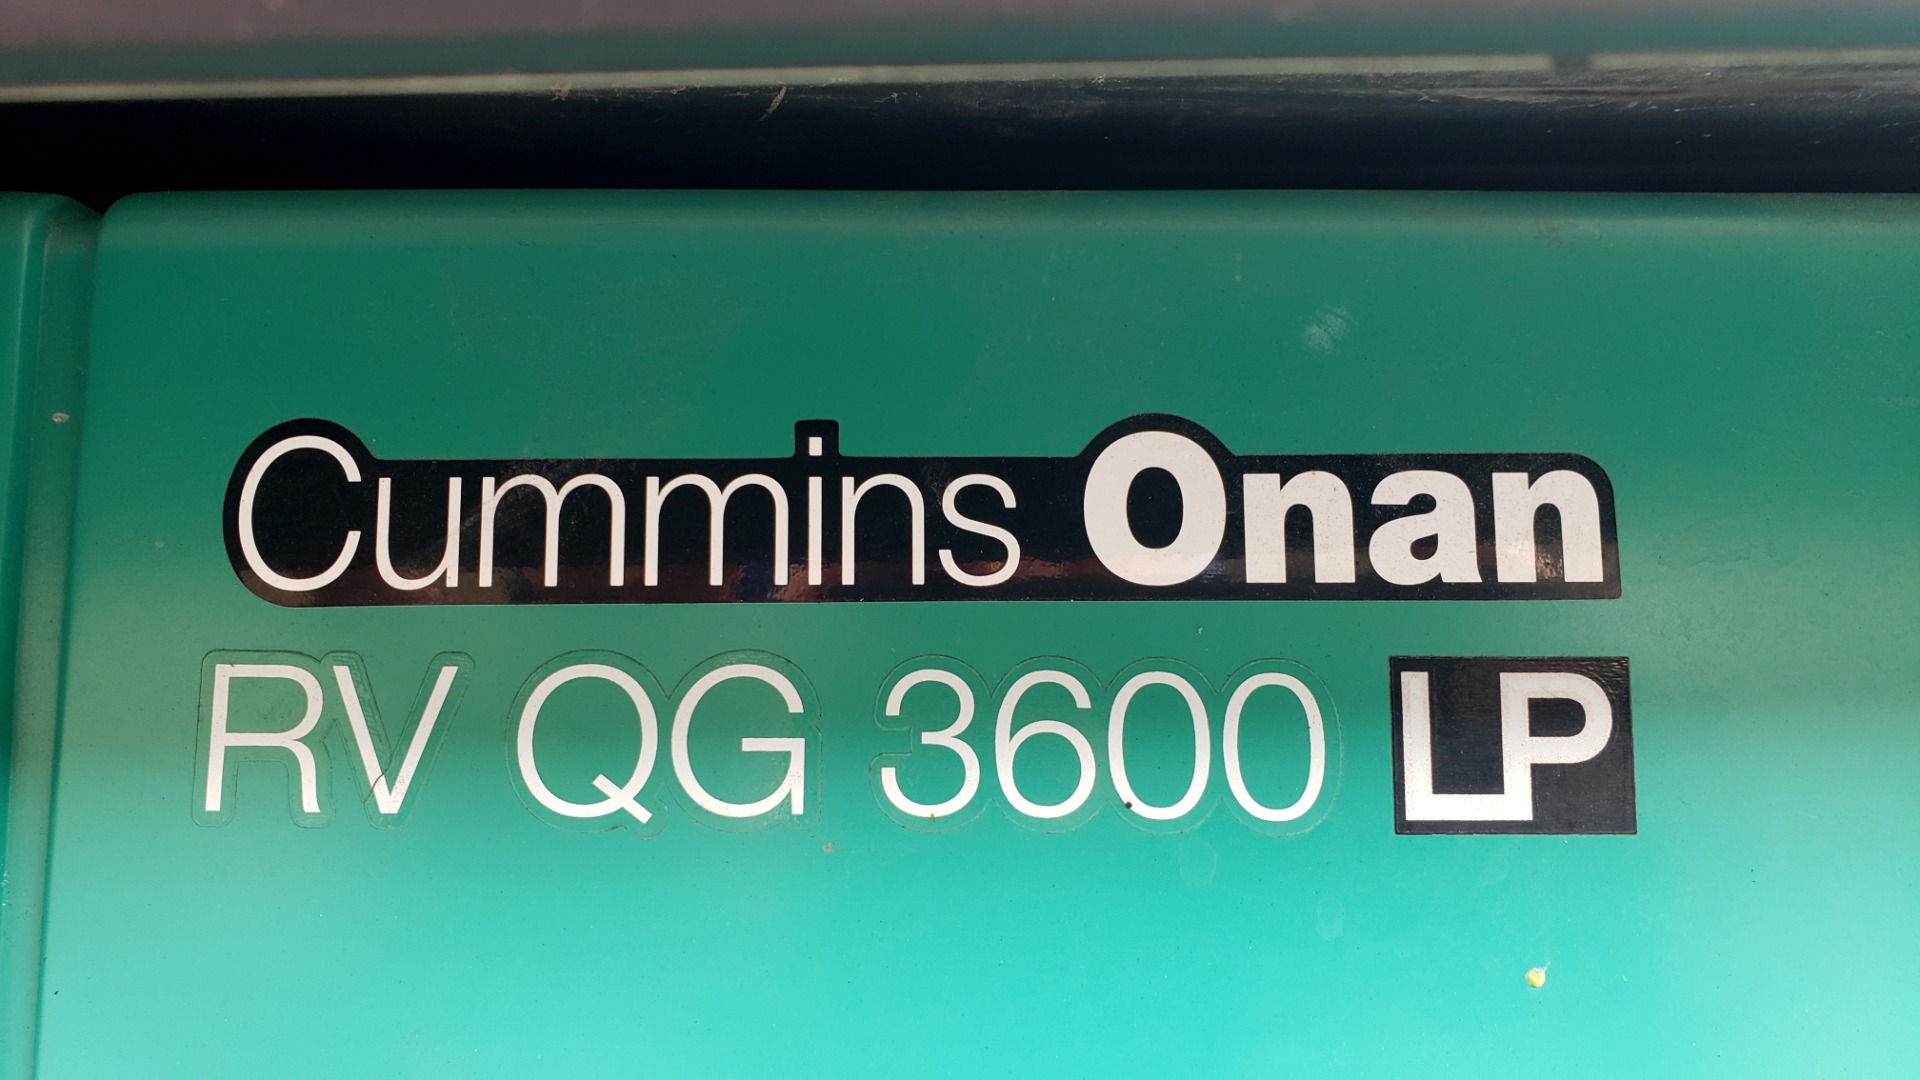 Cummins Onan
RV QG 3600 LP